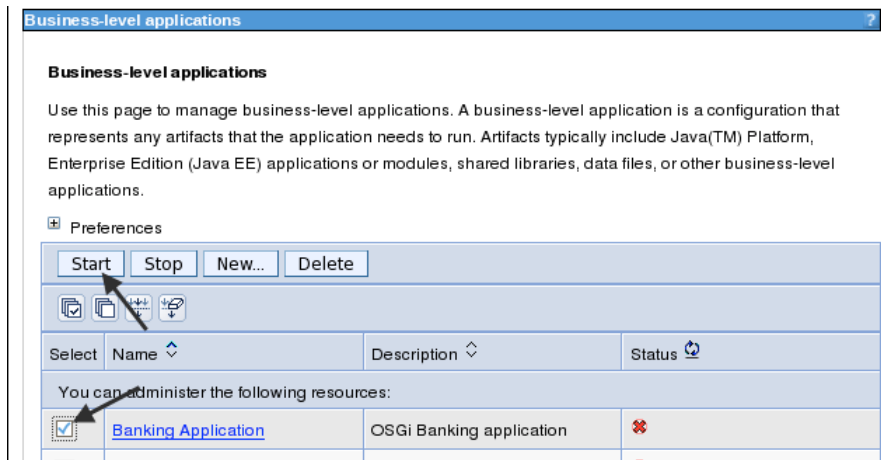 Business-level applications ?
Business-level applications
Use this page to manage business-level applications. A business-level application is a configuration that
represents any artifacts that the application needs to run. Artifacts typically include Java(TM) Platform,
Enterprise Edition (Java EE) applications or modules, shared libraries, data files, or other business-level
applications.
Preferences
Start Stop New... Delete
Select Name Description Status
You can administer the following resources:
Banking Application OSGi Banking application